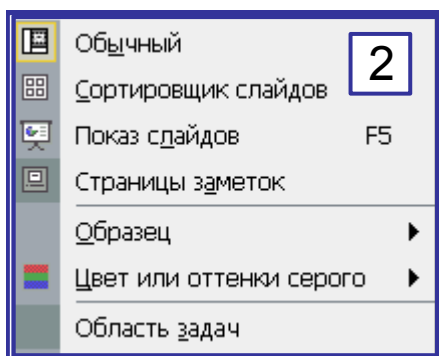 Обычный
2
Сортировщик слайдов
Показ слайдов F5
Страницы заметок
Образец
Цвет или оттенки серого
Область задач